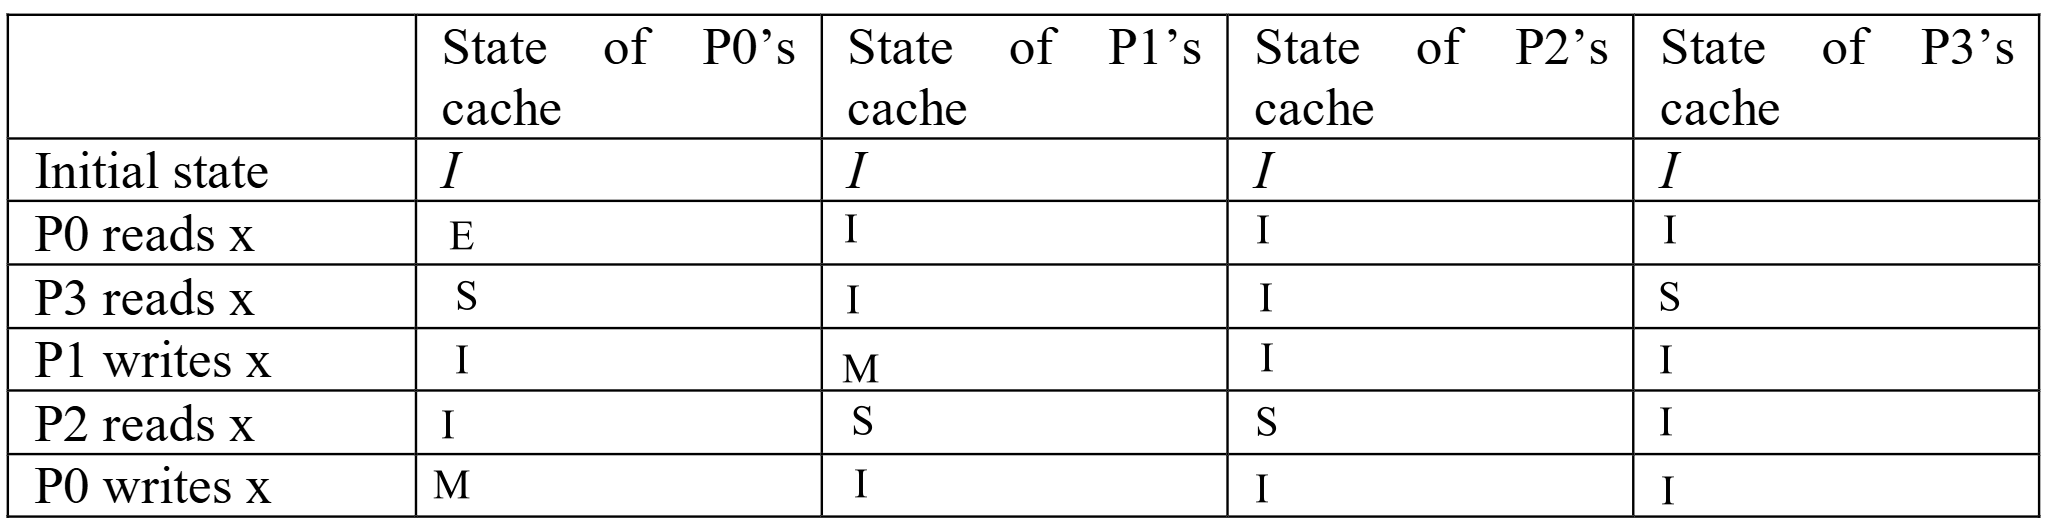 State of P0’s cache State of P1’s cache State of P2’s cache State of P3’s cache
Initial state I I I I
P0 reads x E I I I
P3 reads x S I I S
P1 writes x I M I I
P2 reads x I S S I
P0 writes x M I I I